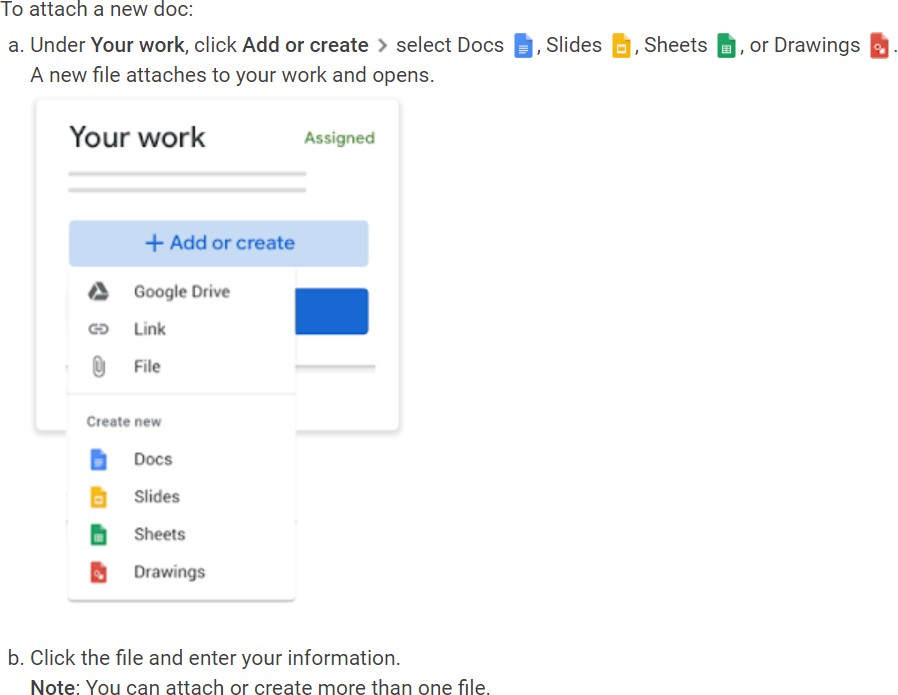 To attach a new doc:
a. Under Your work, click Add or create > select Docs , Slides , Sheets , or Drawings .
A new file attaches to your work and opens.
Your work Assigned
+ Add or create
Google Drive
Link
File
Create new
Docs
Slides
Sheets
Drawings
b. Click the file and enter your information.
Note: You can attach or create more than one file.